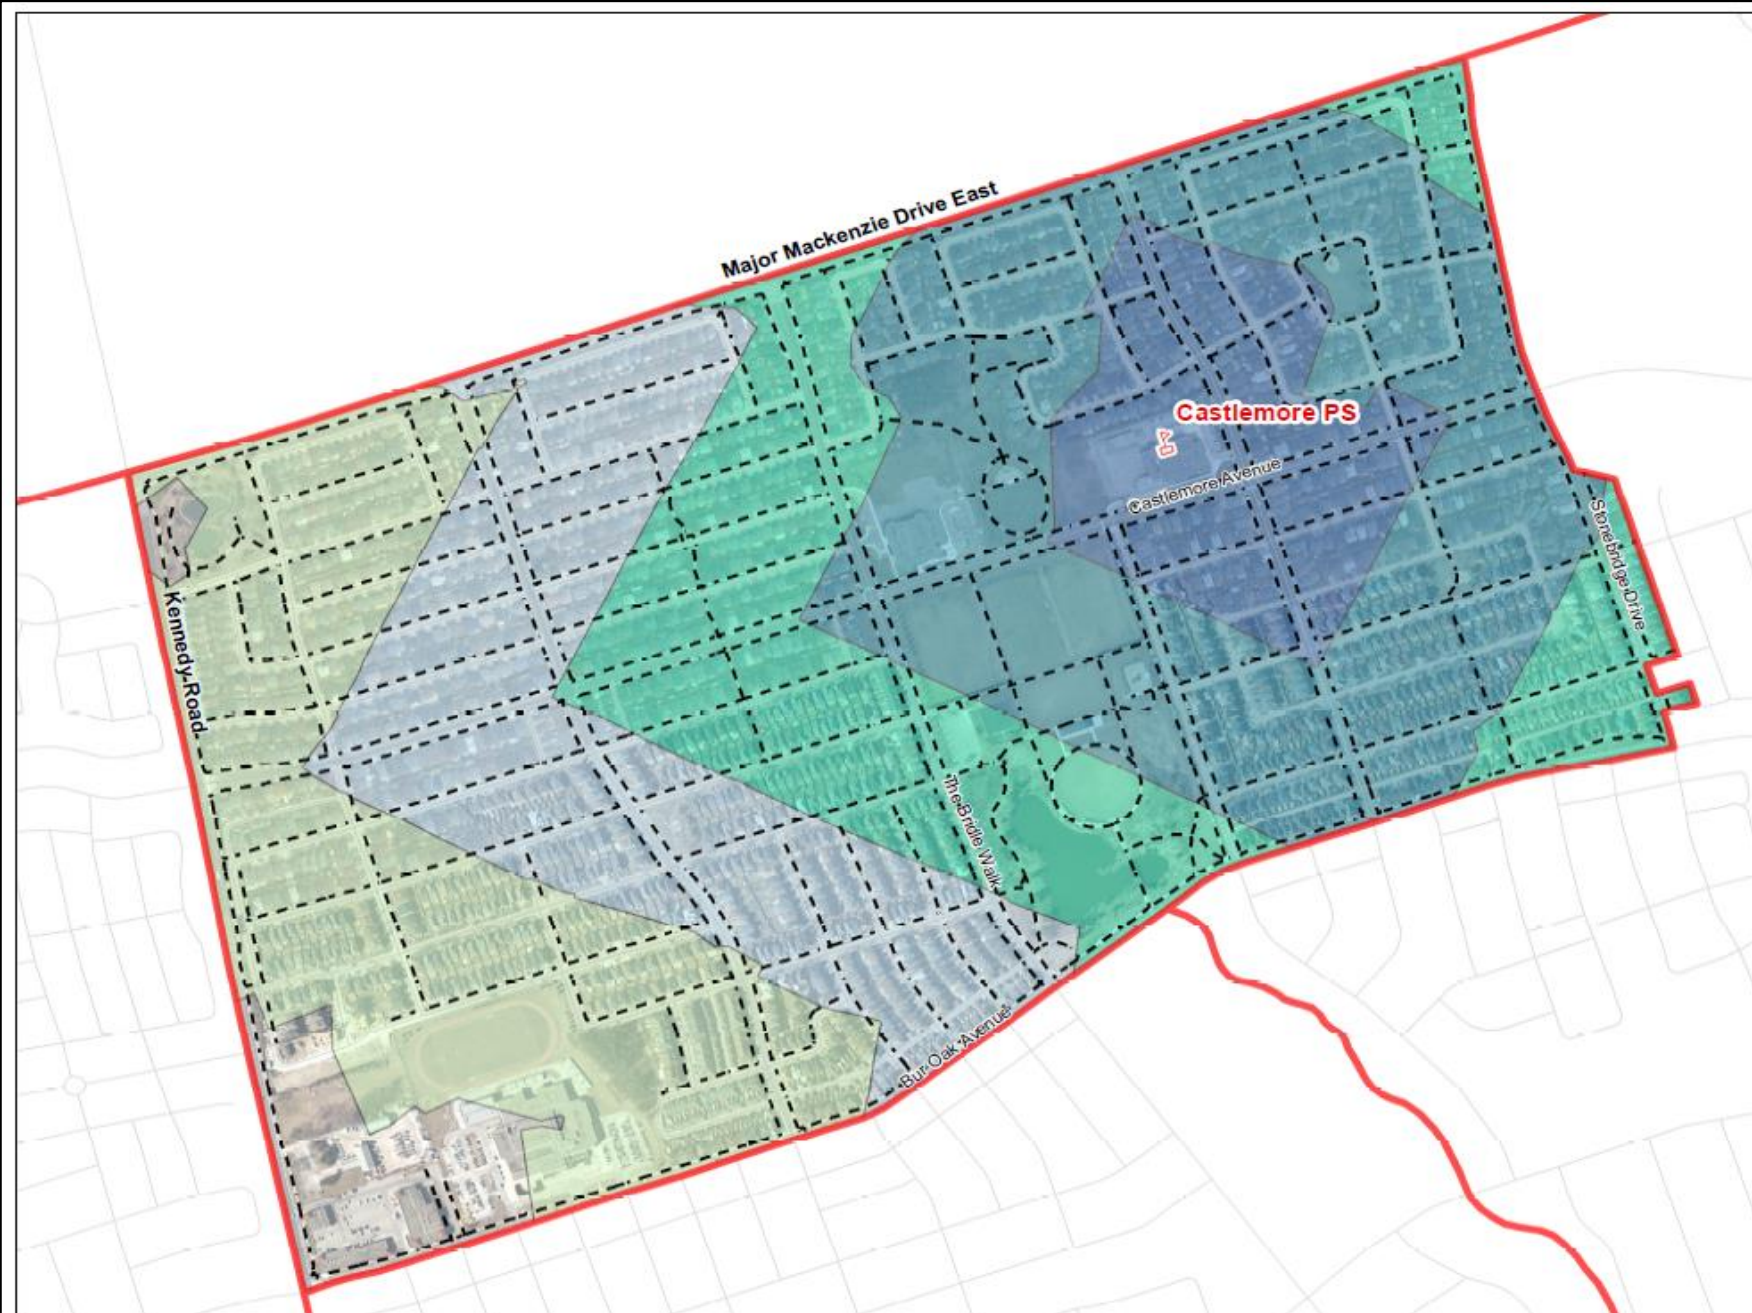 Major Mackenzie Drive East
Castlemore PS
Castlemore Avenue
Stonebridge Drive
Kennedy Road
The Bridle Walk
Bur Oak Avenue